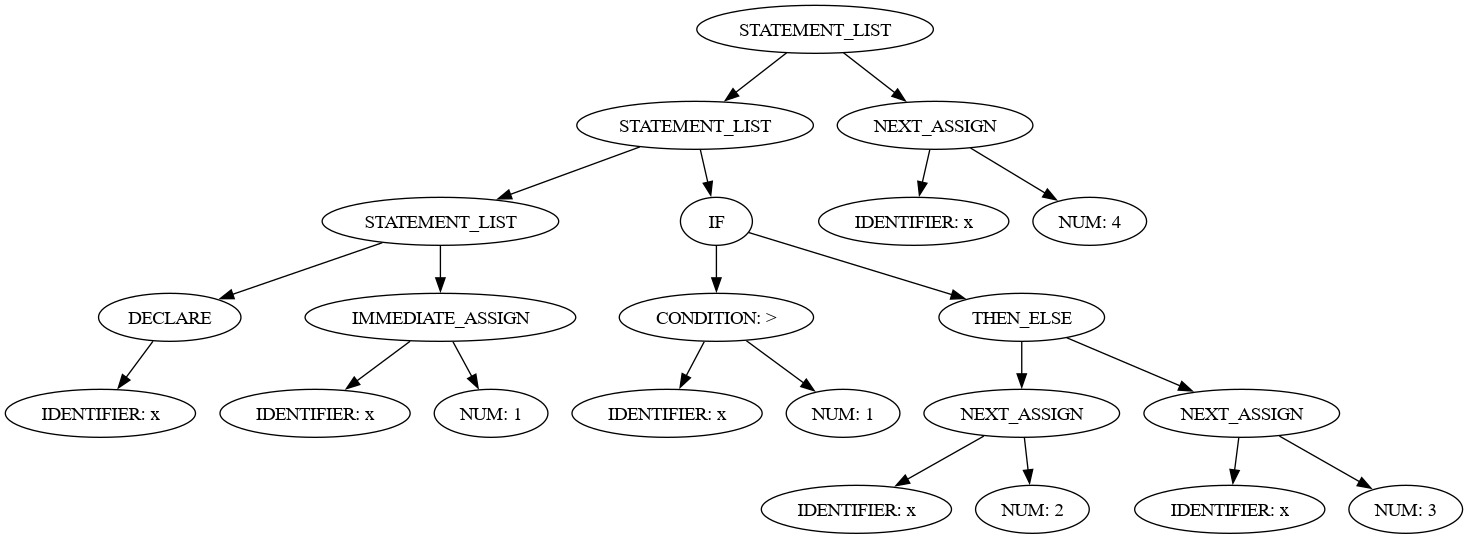 STATEMENT_LIST
STATEMENT_LIST
NEXT_ASSIGN
STATEMENT_LIST
IF
IDENTIFIER: x
NUM: 4
DECLARE
IMMEDIATE_ASSIGN
CONDITION: >
THEN_ELSE
IDENTIFIER: x
IDENTIFIER: x
NUM: 1
IDENTIFIER: x
NUM: 1
NEXT_ASSIGN
NEXT_ASSIGN
IDENTIFIER: x
NUM: 2
IDENTIFIER: x
NUM: 3